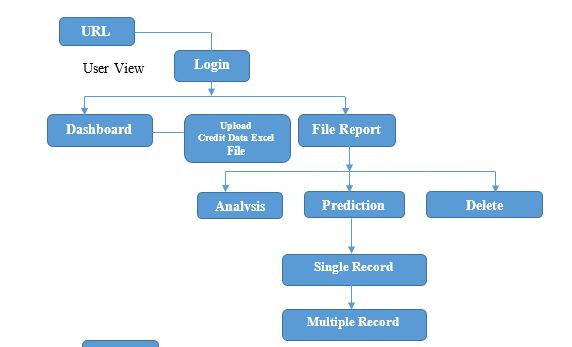 URL
User View
Login
Dashboard
Upload
Credit Data Excel
File
File Report
Analysis
Prediction
Delete
Single Record
Multiple Record